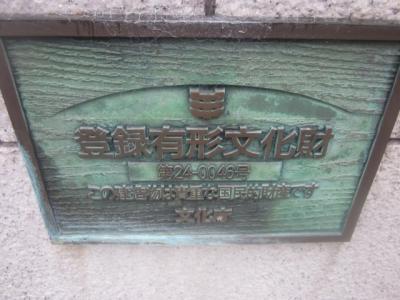 登録有形文化財
第24-0046号
この建造物は貴重な国民的財産です
文化庁